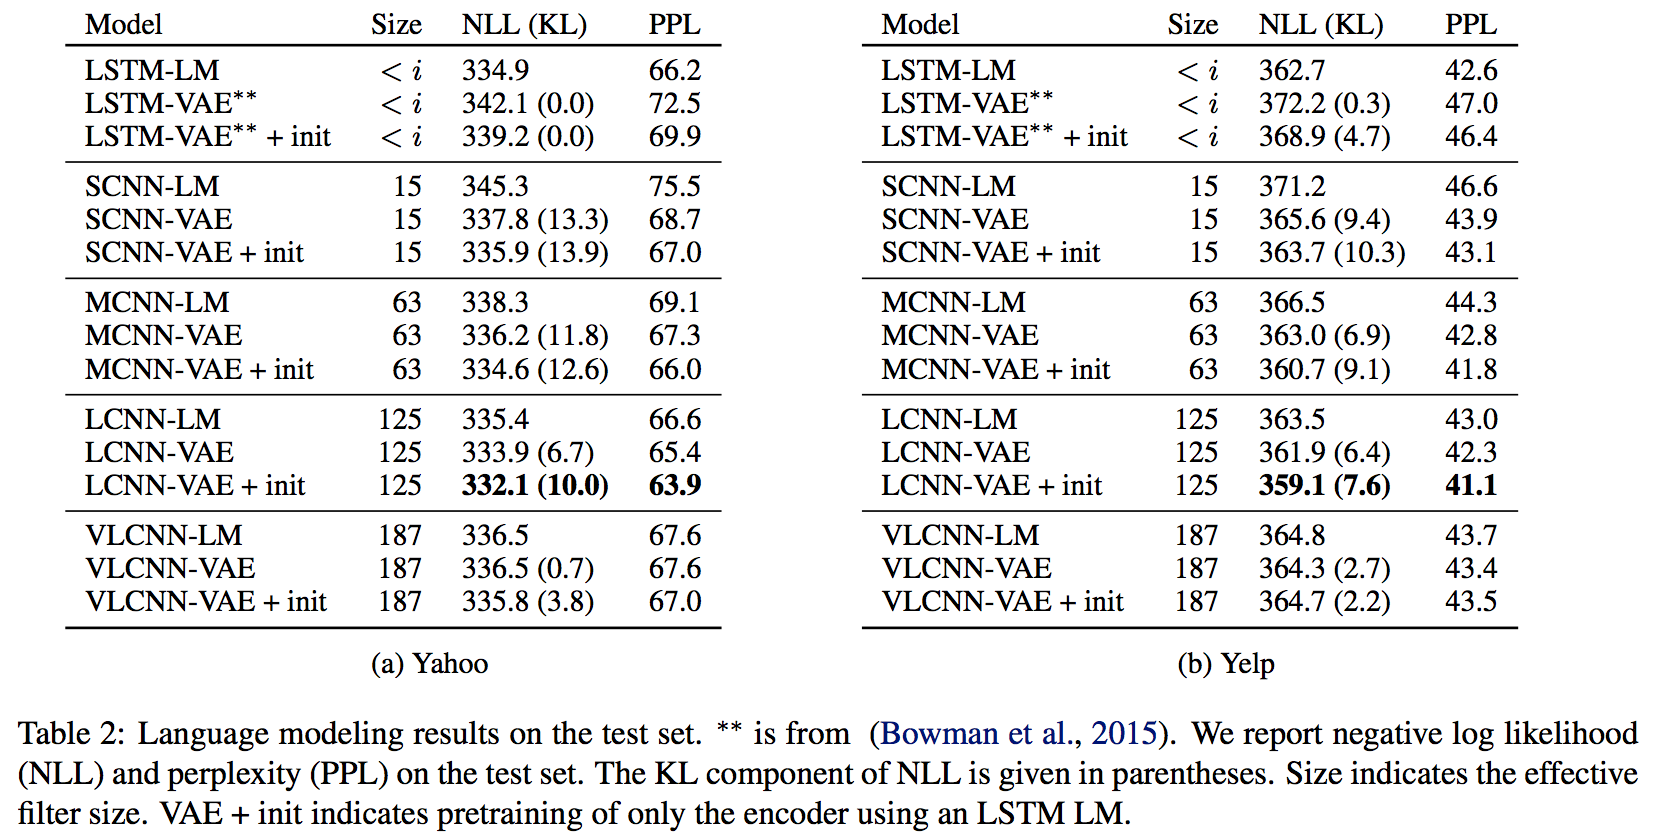 Model Size NLL (KL) PPL
LSTM-LM < i 334.9 66.2
LSTM-VAE** < i 342.1 (0.0) 72.5
LSTM-VAE** + init < i 339.2 (0.0) 69.9
SCNN-LM 15 345.3 75.5
SCNN-VAE 15 337.8 (13.3) 68.7
SCNN-VAE + init 15 335.9 (13.9) 67.0
MCNN-LM 63 338.3 69.1
MCNN-VAE 63 336.2 (11.8) 67.3
MCNN-VAE + init 63 334.6 (12.6) 66.0
LCNN-LM 125 335.4 66.6
LCNN-VAE 125 333.9 (6.7) 65.4
LCNN-VAE + init 125 332.1 (10.0) 63.9
VLCNN-LM 187 336.5 67.6
VLCNN-VAE 187 336.5 (0.7) 67.6
VLCNN-VAE + init 187 335.8 (3.8) 67.0
(a) Yahoo
Model Size NLL (KL) PPL
LSTM-LM < i 362.7 42.6
LSTM-VAE** < i 372.2 (0.3) 47.0
LSTM-VAE** + init < i 368.9 (4.7) 46.4
SCNN-LM 15 371.2 46.6
SCNN-VAE 15 365.6 (9.4) 43.9
SCNN-VAE + init 15 363.7 (10.3) 43.1
MCNN-LM 63 366.5 44.3
MCNN-VAE 63 363.0 (6.9) 42.8
MCNN-VAE + init 63 360.7 (9.1) 41.8
LCNN-LM 125 363.5 43.0
LCNN-VAE 125 361.9 (6.4) 42.3
LCNN-VAE + init 125 359.1 (7.6) 41.1
VLCNN-LM 187 364.8 43.7
VLCNN-VAE 187 364.3 (2.7) 43.4
VLCNN-VAE + init 187 364.7 (2.2) 43.5
(b) Yelp
Table 2: Language modeling results on the test set. ** is from (Bowman et al., 2015). We report negative log likelihood
(NLL) and perplexity (PPL) on the test set. The KL component of NLL is given in parentheses. Size indicates the effective
filter size. VAE + init indicates pretraining of only the encoder using an LSTM LM.